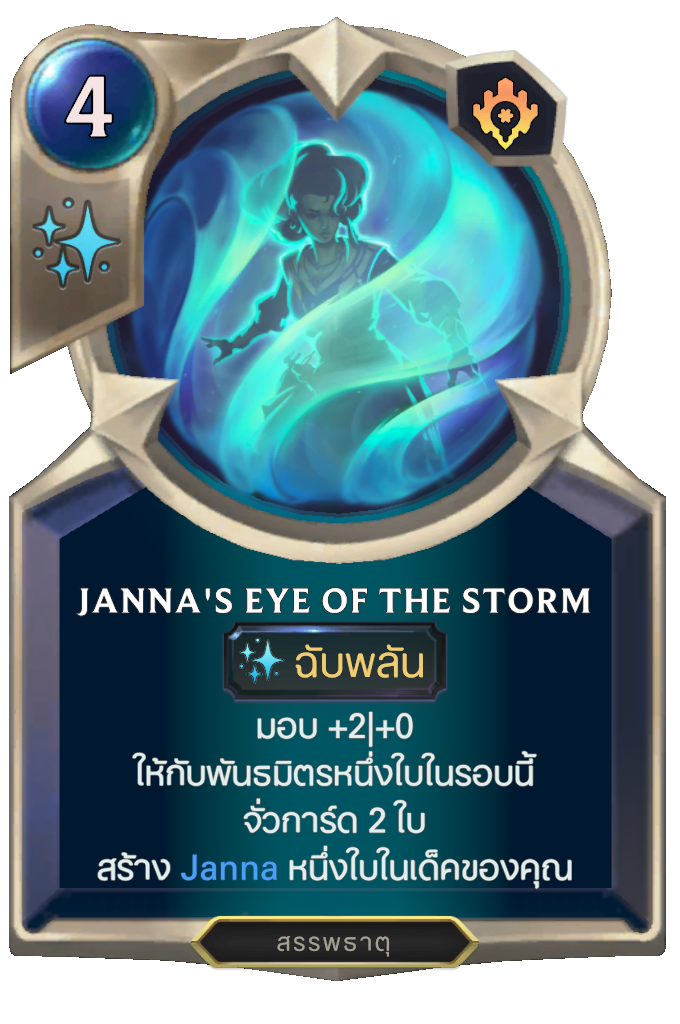 4
JANNA'S EYE OF THE STORM
ฉับพลัน
มอบ +2|+0
ให้กับพันธมิตรหนึ่งใบในรอบนี้
จั่วการ์ด 2 ใบ
สร้าง Janna หนึ่งใบในเด็คของคุณ
สรรพธาตุ